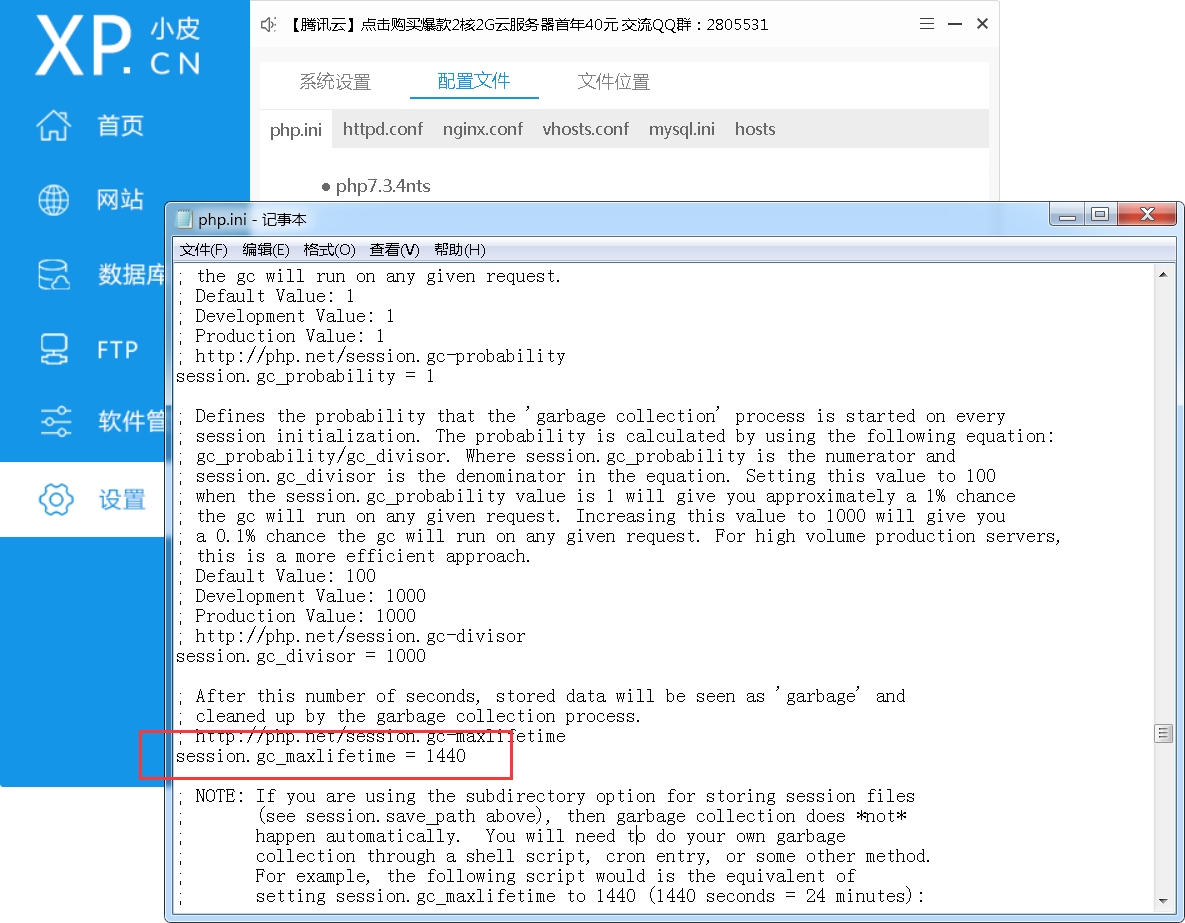 XP.CN 小皮
【腾讯云】点击购买爆款2核2G云服务器首年40元 交流QQ群：2805531
系统设置 配置文件 文件位置
php.ini httpd.conf nginx.conf vhosts.conf mysql.ini hosts
● php7.3.4nts
首页
网站
数据库
FTP
软件管
设置
php.ini - 记事本
文件(F) 编辑(E) 格式(O) 查看(V) 帮助(H)
; the gc will run on any given request.
; Default Value: 1
; Development Value: 1
; Production Value: 1
; http://php.net/session.gc-probability
session.gc_probability = 1
; Defines the probability that the 'garbage collection' process is started on every
; session initialization. The probability is calculated by using the following equation:
; gc_probability/gc_divisor. Where session.gc_probability is the numerator and
; session.gc_divisor is the denominator in the equation. Setting this value to 100
; when the session.gc_probability value is 1 will give you approximately a 1% chance
; the gc will run on any given request. Increasing this value to 1000 will give you
; a 0.1% chance the gc will run on any given request. For high volume production servers,
; this is a more efficient approach.
; Default Value: 100
; Development Value: 1000
; Production Value: 1000
; http://php.net/session.gc-divisor
session.gc_divisor = 1000
; After this number of seconds, stored data will be seen as 'garbage' and
; cleaned up by the garbage collection process.
; http://php.net/session.gc-maxlifetime
session.gc_maxlifetime = 1440
; NOTE: If you are using the subdirectory option for storing session files
;       (see session.save_path above), then garbage collection does *not*
;       happen automatically.  You will need to do your own garbage
;       collection through a shell script, cron entry, or some other method.
;       For example, the following script would is the equivalent of
;       setting session.gc_maxlifetime to 1440 (1440 seconds = 24 minutes):